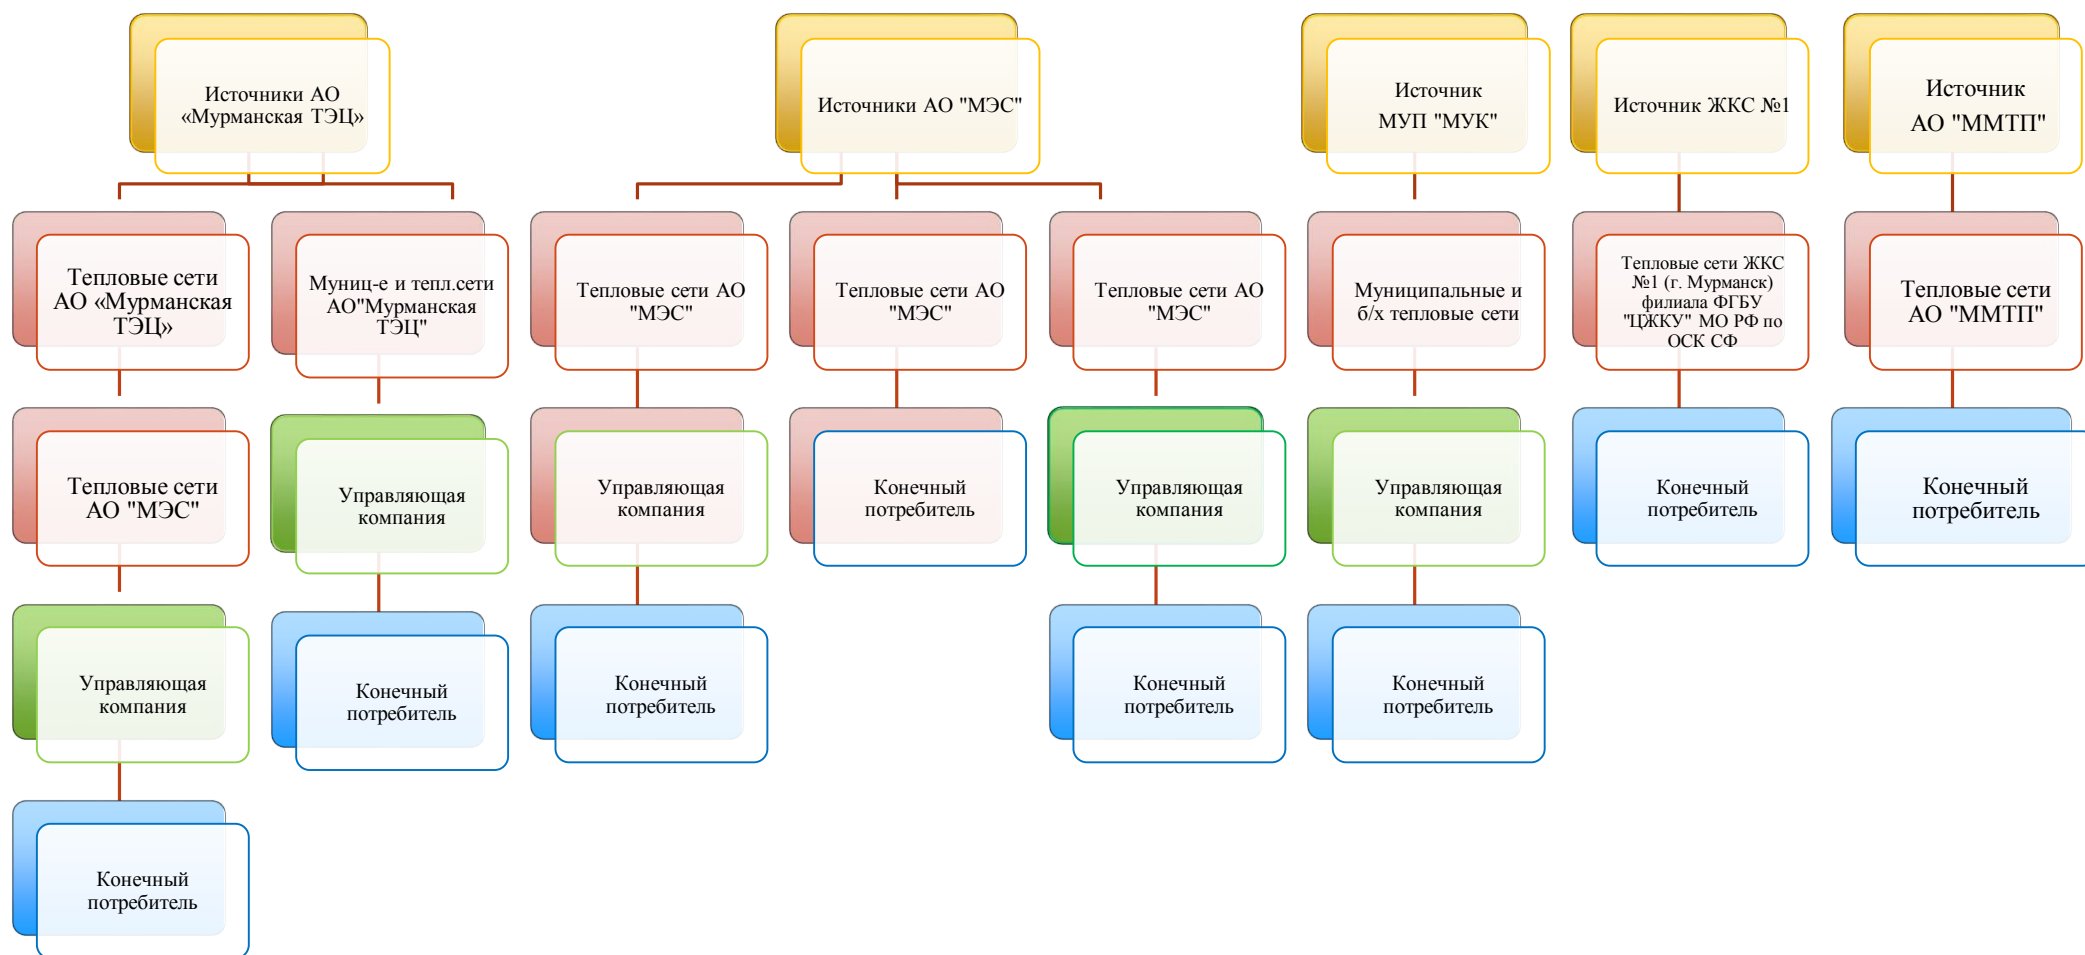 Источники АО
«Мурманская ТЭЦ»
Источники АО "МЭС"
Источник
МУП "МУК"
Источник ЖКС №1
Источник
АО "ММТП"
Тепловые сети
АО «Мурманская
ТЭЦ»
Муниц-е и тепл.сети
АО"Мурманская
ТЭЦ"
Тепловые сети АО
"МЭС"
Тепловые сети АО
"МЭС"
Тепловые сети АО
"МЭС"
Муниципальные и
б/х тепловые сети
Тепловые сети ЖКС
№1 (г. Мурманск)
филиала ФГБУ
"ЦЖКУ" МО РФ по
ОСК СФ
Тепловые сети
АО "ММТП"
Тепловые сети
АО "МЭС"
Управляющая
компания
Управляющая
компания
Конечный
потребитель
Управляющая
компания
Управляющая
компания
Конечный
потребитель
Конечный
потребитель
Управляющая
компания
Конечный
потребитель
Конечный
потребитель
Конечный
потребитель
Конечный
потребитель
Конечный
потребитель